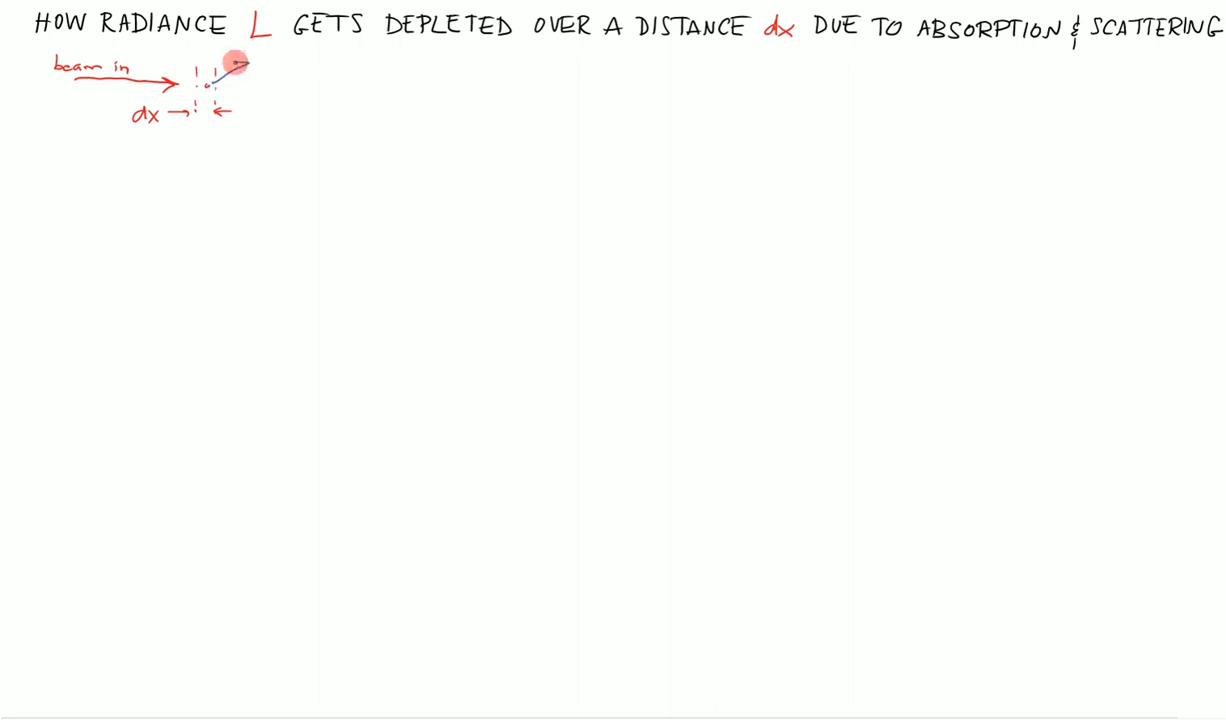 HOW RADIANCE L GETS DEPLETED OVER A DISTANCE dx DUE TO ABSORPTION & SCATTERING
beam in
dx